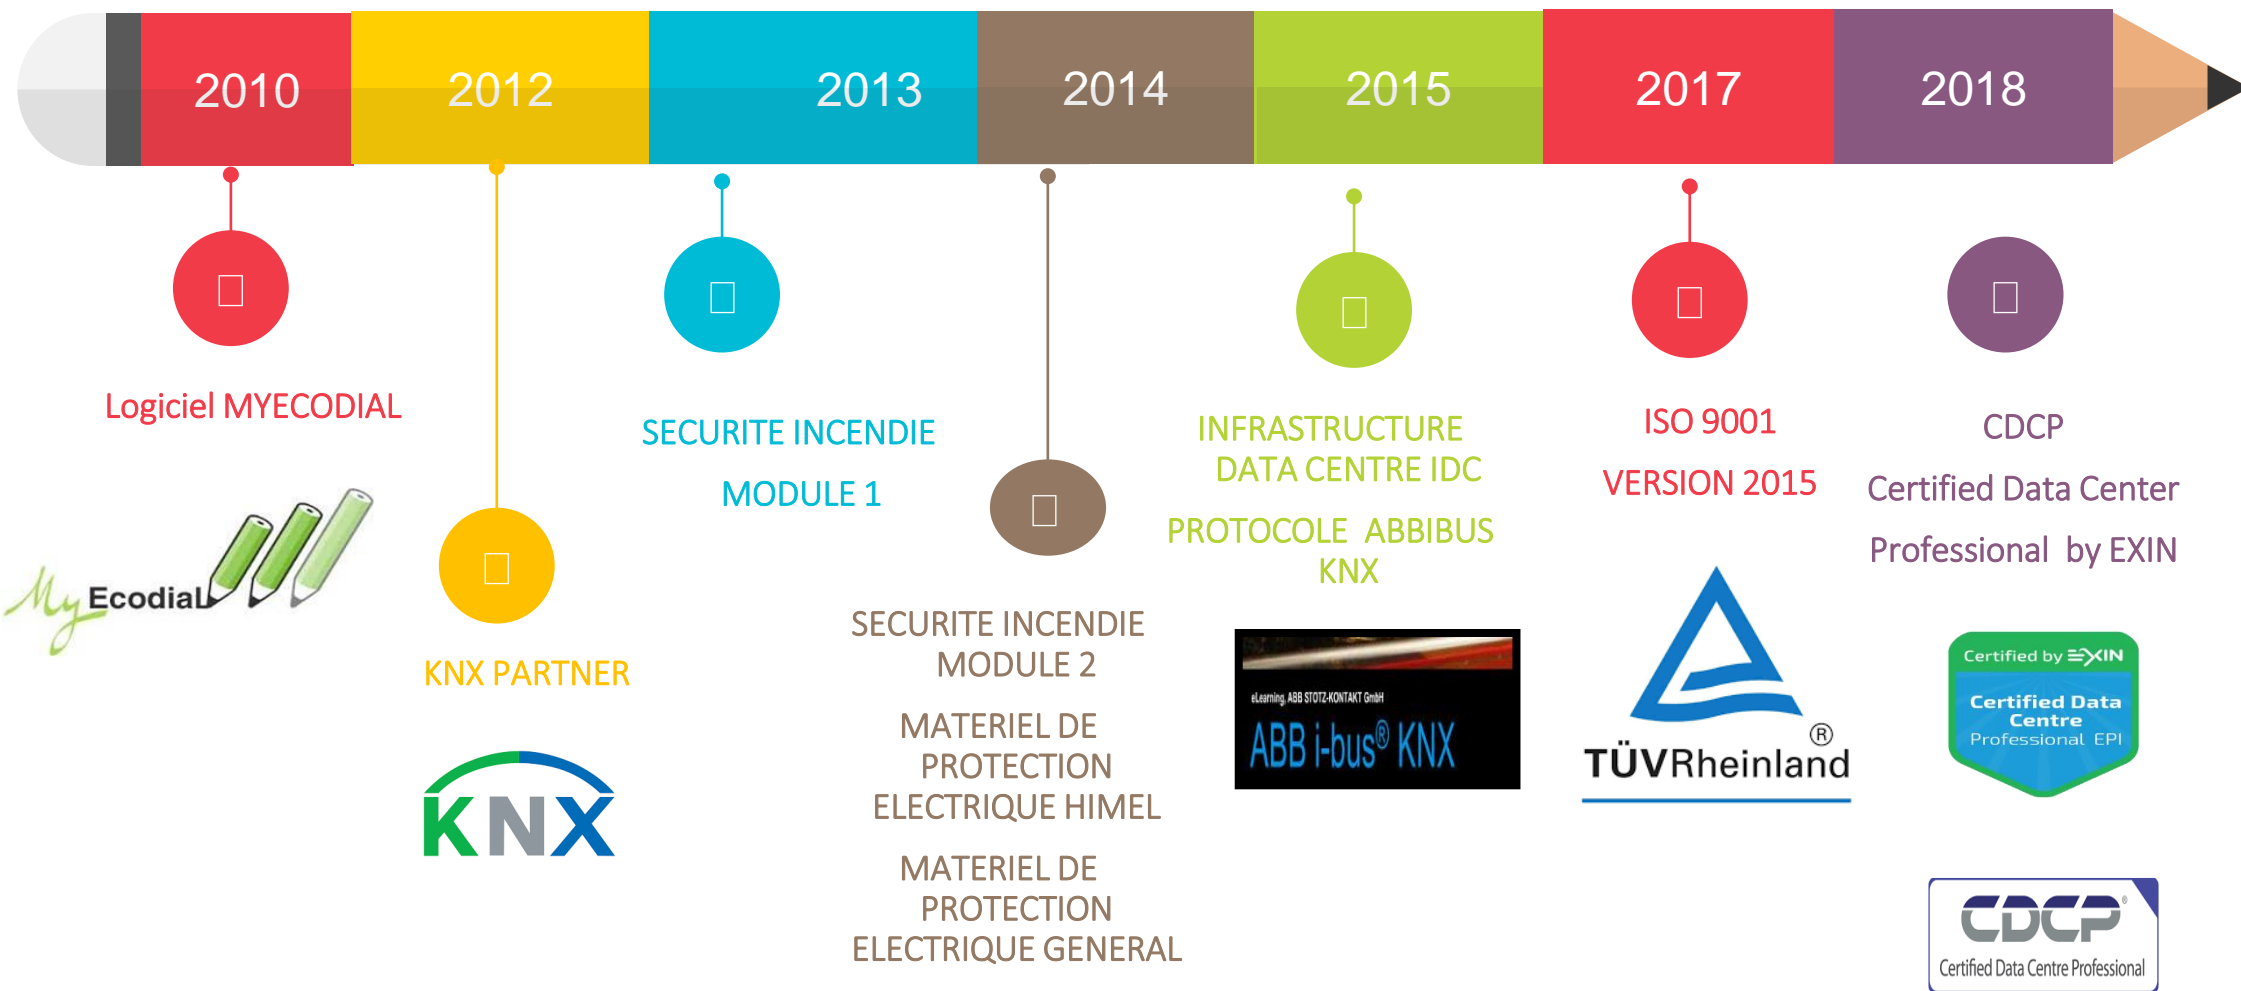 2010
2012
2013
2014
2015
2017
2018
Logiciel MYECODIAL
My Ecodial
KNX PARTNER
KNX
SECURITE INCENDIE
MODULE 1
SECURITE INCENDIE
MODULE 2
MATERIEL DE
PROTECTION
ELECTRIQUE HIMEL
MATERIEL DE
PROTECTION
ELECTRIQUE GENERAL
INFRASTRUCTURE
DATA CENTRE IDC
PROTOCOLE ABBIBUS
KNX
eLearning, ABB STOTZ-KONTAKT GmbH
ABB i-bus® KNX
ISO 9001
VERSION 2015
TÜVRheinland®
CDCP
Certified Data Center
Professional by EXIN
Certified by EXIN
Certified Data
Centre
Professional EPI
CDCP®
Certified Data Centre Professional